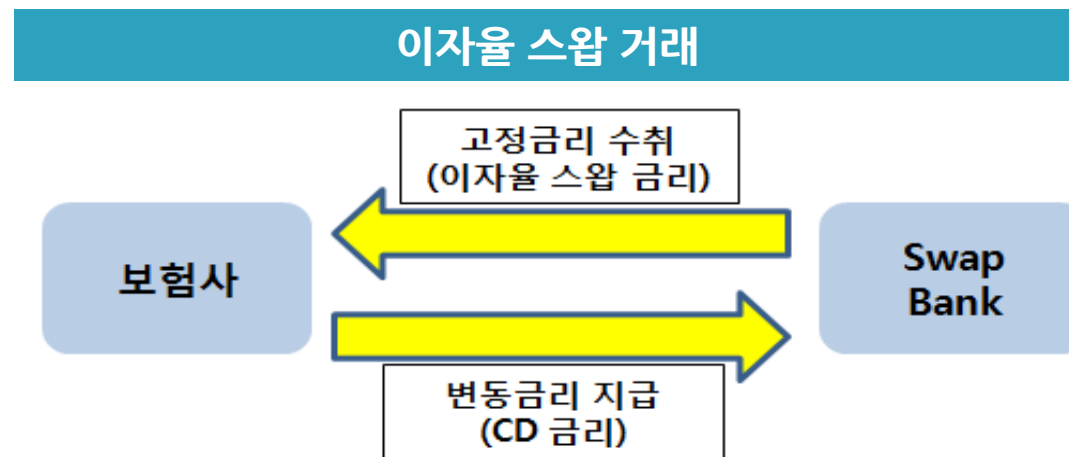 이자율 스왑 거래
고정금리 수취
(이자율 스왑 금리)
보험사
Swap
Bank
변동금리 지급
(CD 금리)